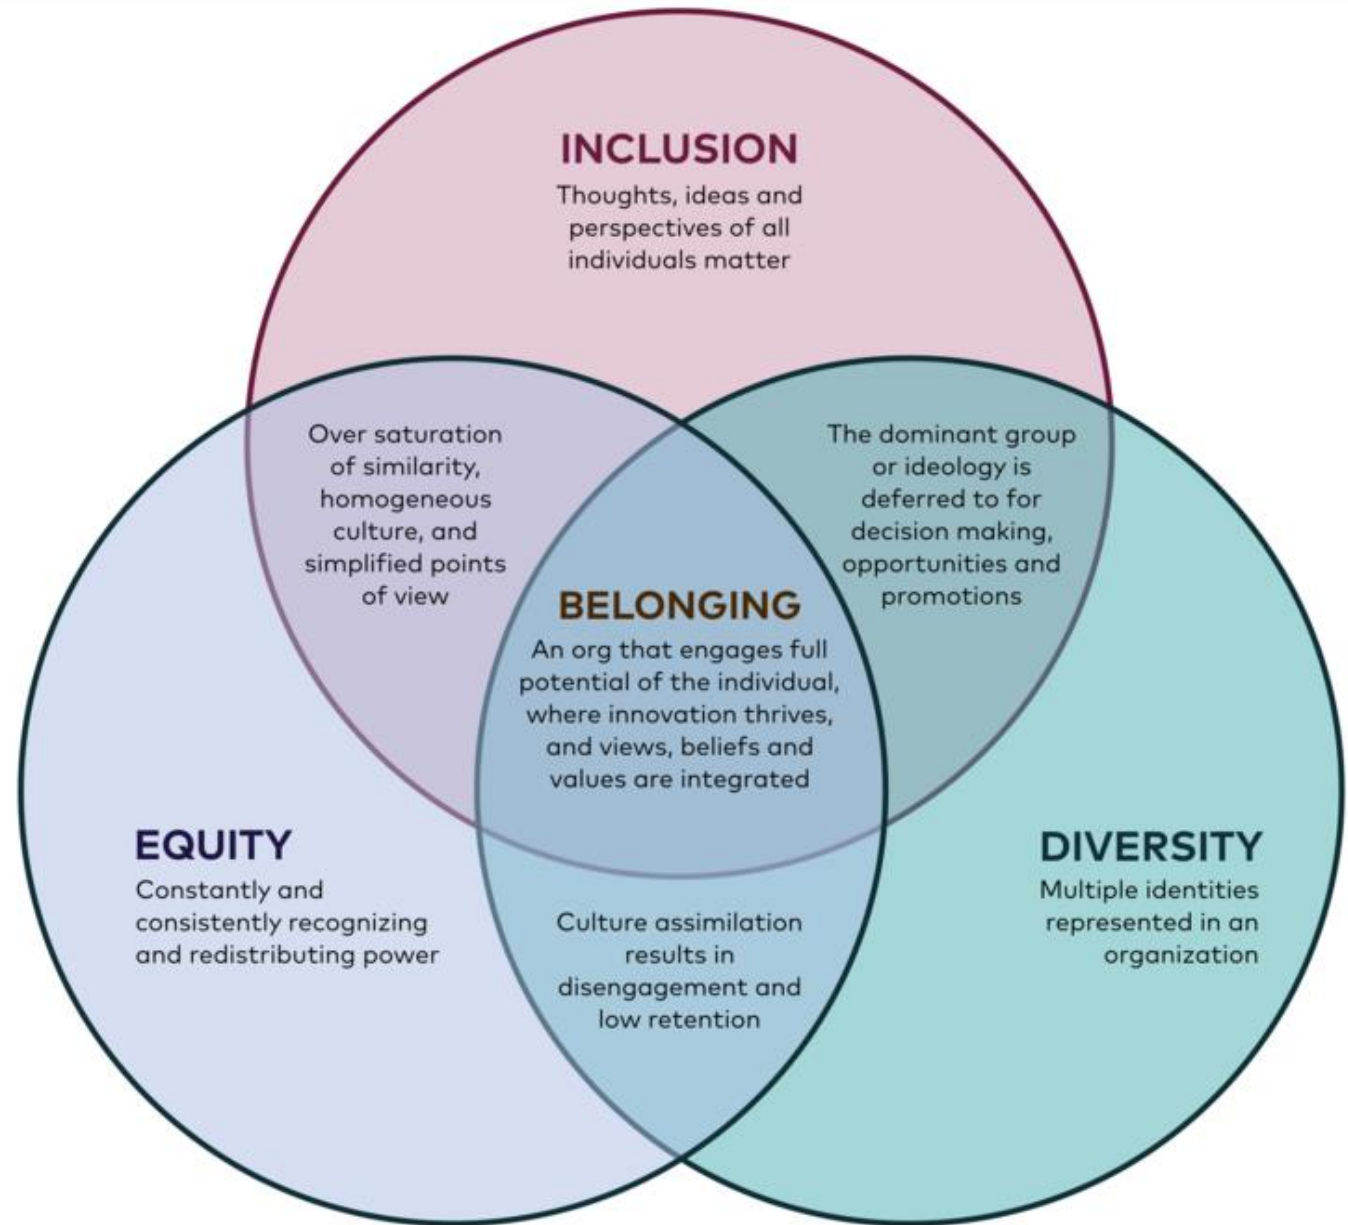 INCLUSION
Thoughts, ideas and
perspectives of all
individuals matter
Over saturation
of similarity,
homogeneous
culture, and
simplified points
of view
The dominant group
or ideology is
deferred to for
decision making,
opportunities and
promotions
BELONGING
An org that engages full
potential of the individual,
where innovation thrives,
and views, beliefs and
values are integrated
EQUITY
Constantly and
consistently recognizing
and redistributing power
Culture assimilation
results in
disengagement and
low retention
DIVERSITY
Multiple identities
represented in an
organization